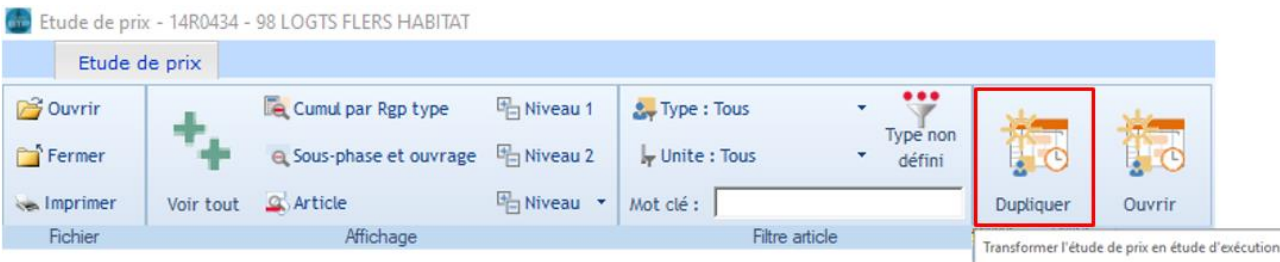 Etude de prix - 14R0434 - 98 LOGTS FLERS HABITAT
Etude de prix
Ouvrir
Fermer
Imprimer
Fichier
Voir tout
Cumul par Rgp type
Sous-phase et ouvrage
Article
Niveau 1
Niveau 2
Niveau
Affichage
Type : Tous
Unite : Tous
Mot clé :
Type non
défini
Filtre article
Dupliquer
Ouvrir
Transformer l'étude de prix en étude d'exécution